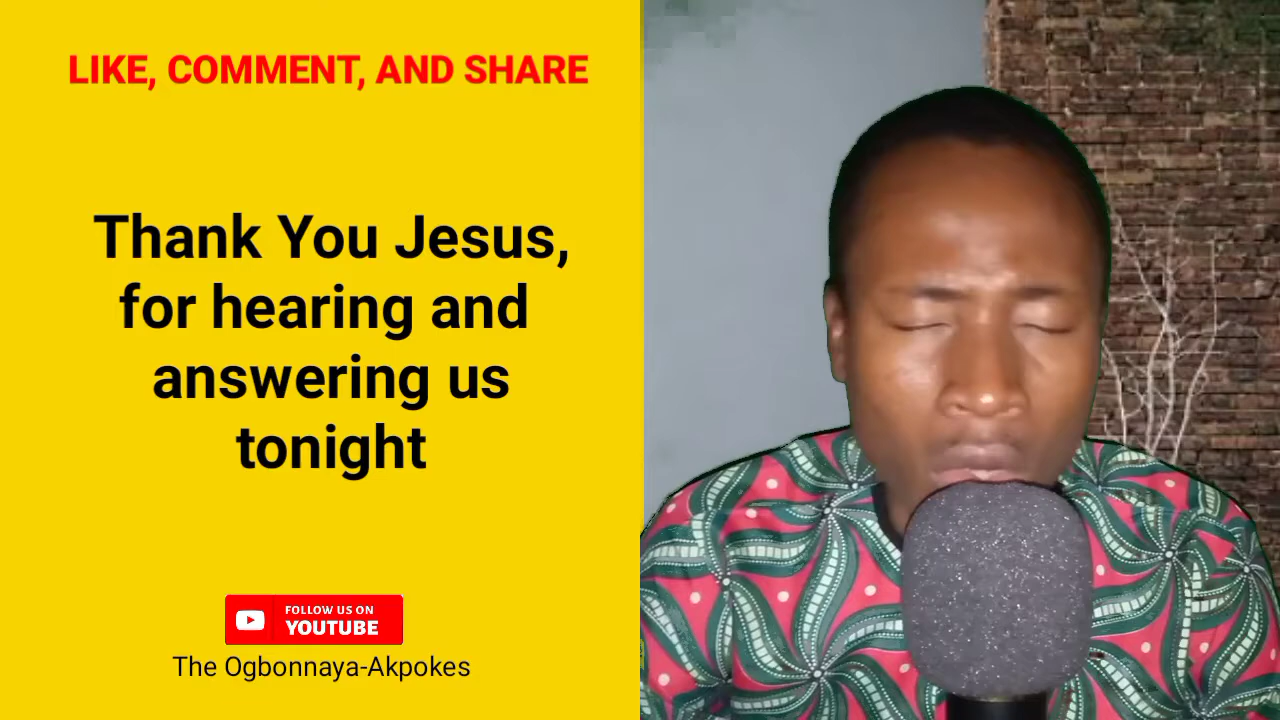 LIKE, COMMENT, AND SHARE
Thank You Jesus,
for hearing and
answering us
tonight
FOLLOW US ON
YOUTUBE
The Ogbonnaya-Akpokes